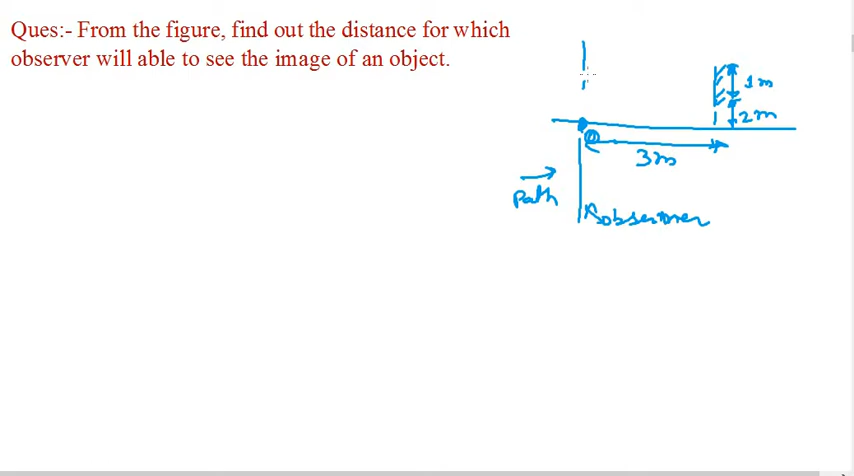 Ques:- From the figure, find out the distance for which
observer will able to see the image of an object.
1m
2m
O
3m
Path
observer